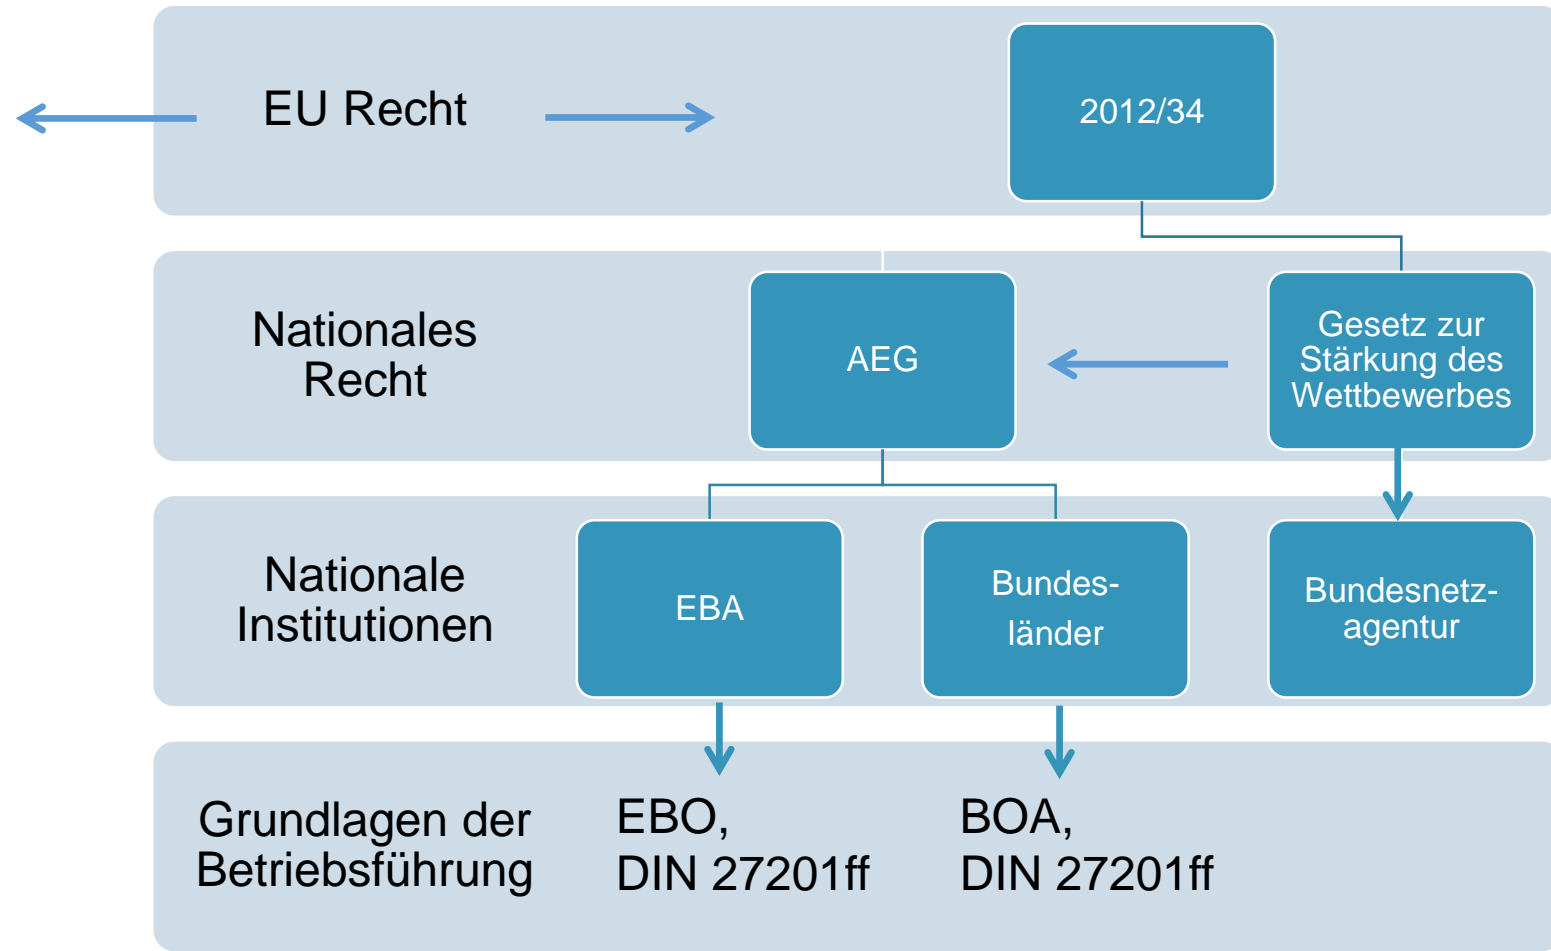 EU Recht
2012/34
Nationales
Recht
AEG
Gesetz zur
Stärkung des
Wettbewerbes
Nationale
Institutionen
EBA
Bundes-
länder
Bundesnetz-
agentur
Grundlagen der
Betriebsführung
EBO,
DIN 27201ff
BOA,
DIN 27201ff